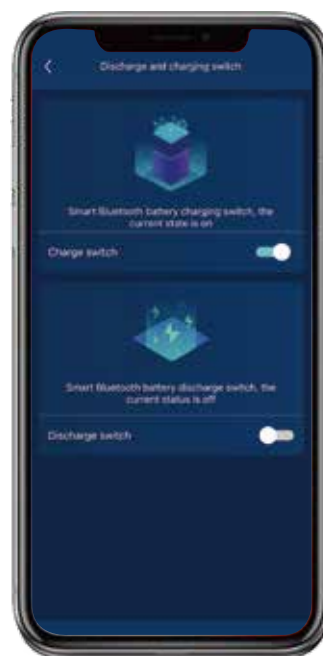 Discharge and charging switch
Smart Bluetooth battery charging switch, the
current state is on
Charge switch
Smart Bluetooth battery discharge switch, the
current status is off
Discharge switch